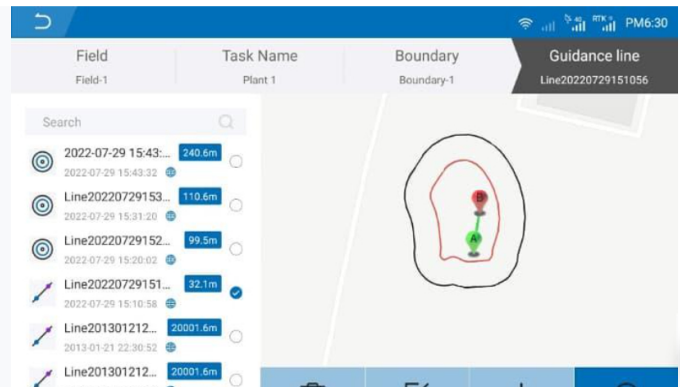 4G RTK PM6:30
Field Task Name Boundary Guidance line
Field-1 Plant 1 Boundary-1 Line20220729151056
Search
2022-07-29 15:43:... 240.6m
2022-07-29 15:43:32
Line20220729153... 110.6m
2022-07-29 15:31:20
Line20220729152... 99.5m
2022-07-29 15:20:02
Line20220729151... 32.1m
2022-07-29 15:10:58
Line201301212... 20001.6m
2013-01-21 22:30:52
Line201301212... 20001.6m
B
A